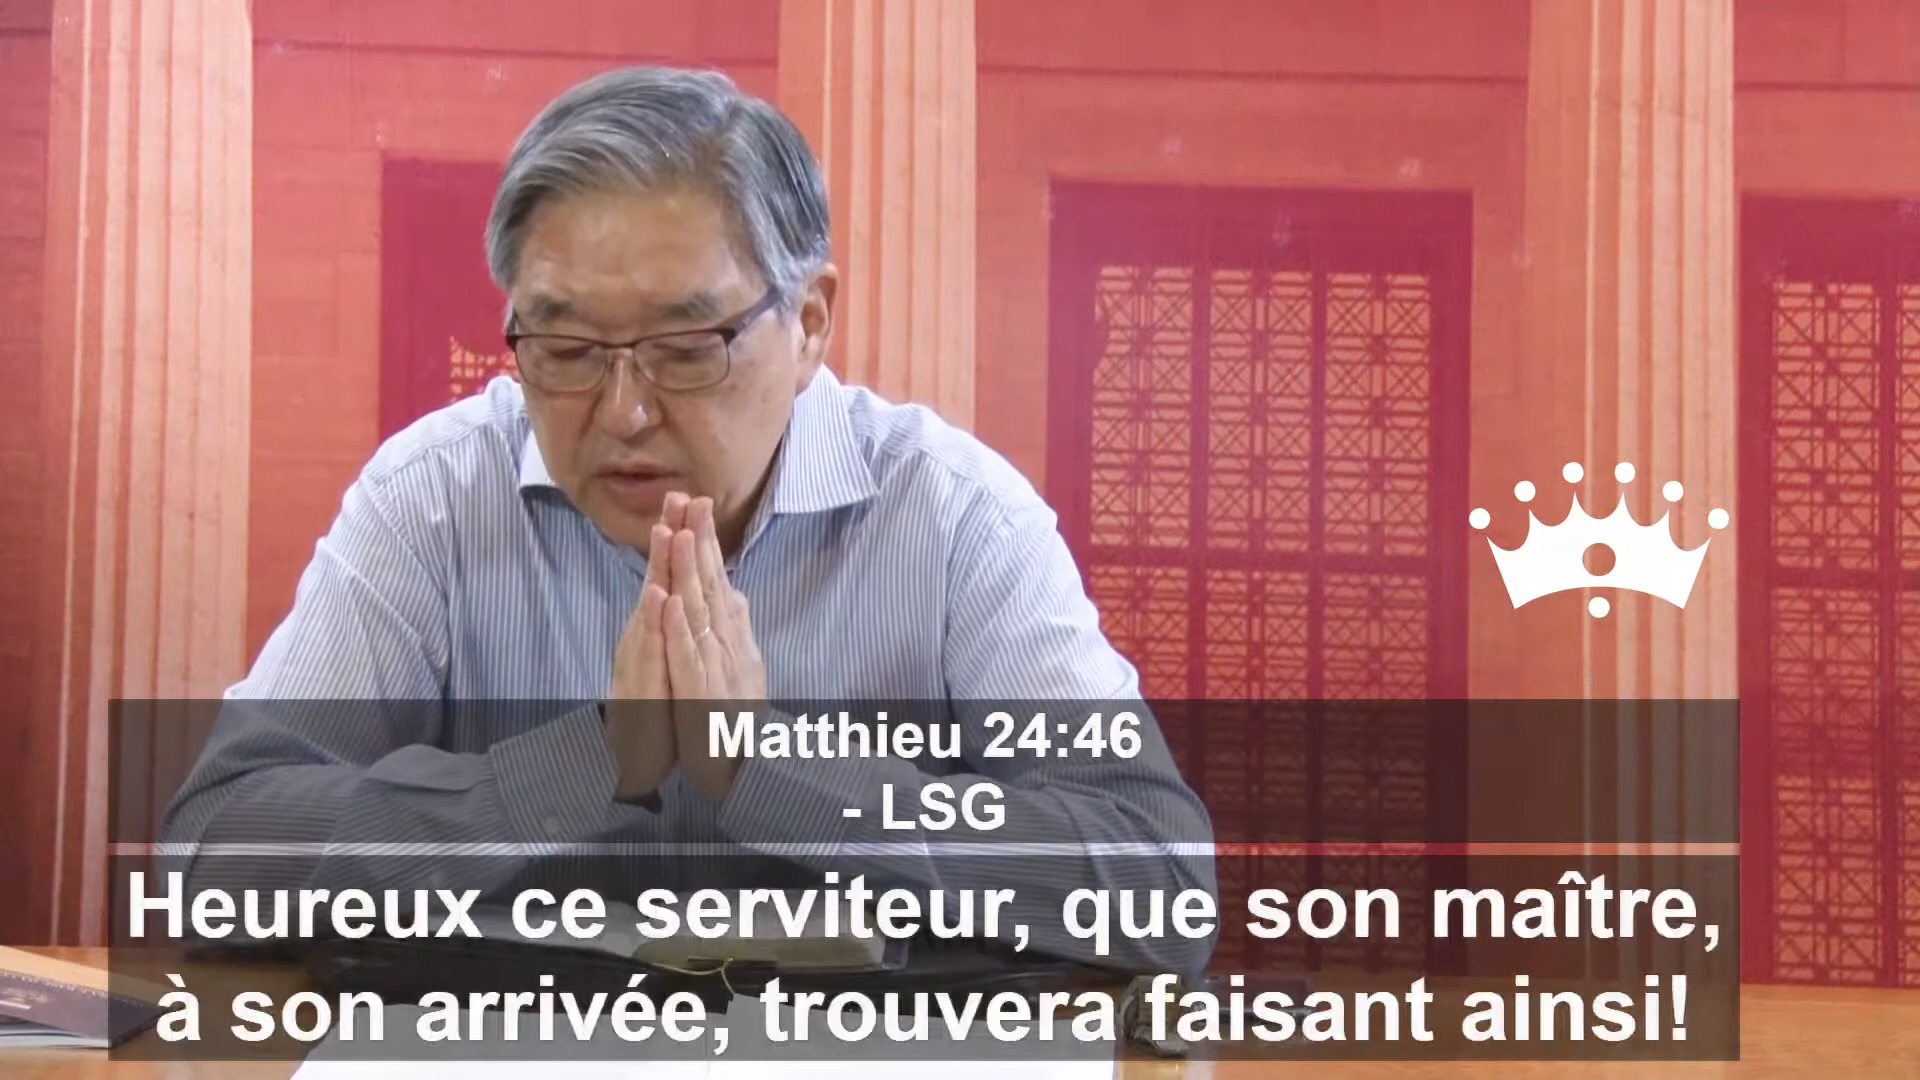 Matthieu 24:46
- LSG
Heureux ce serviteur, que son maître,
à son arrivée, trouvera faisant ainsi!